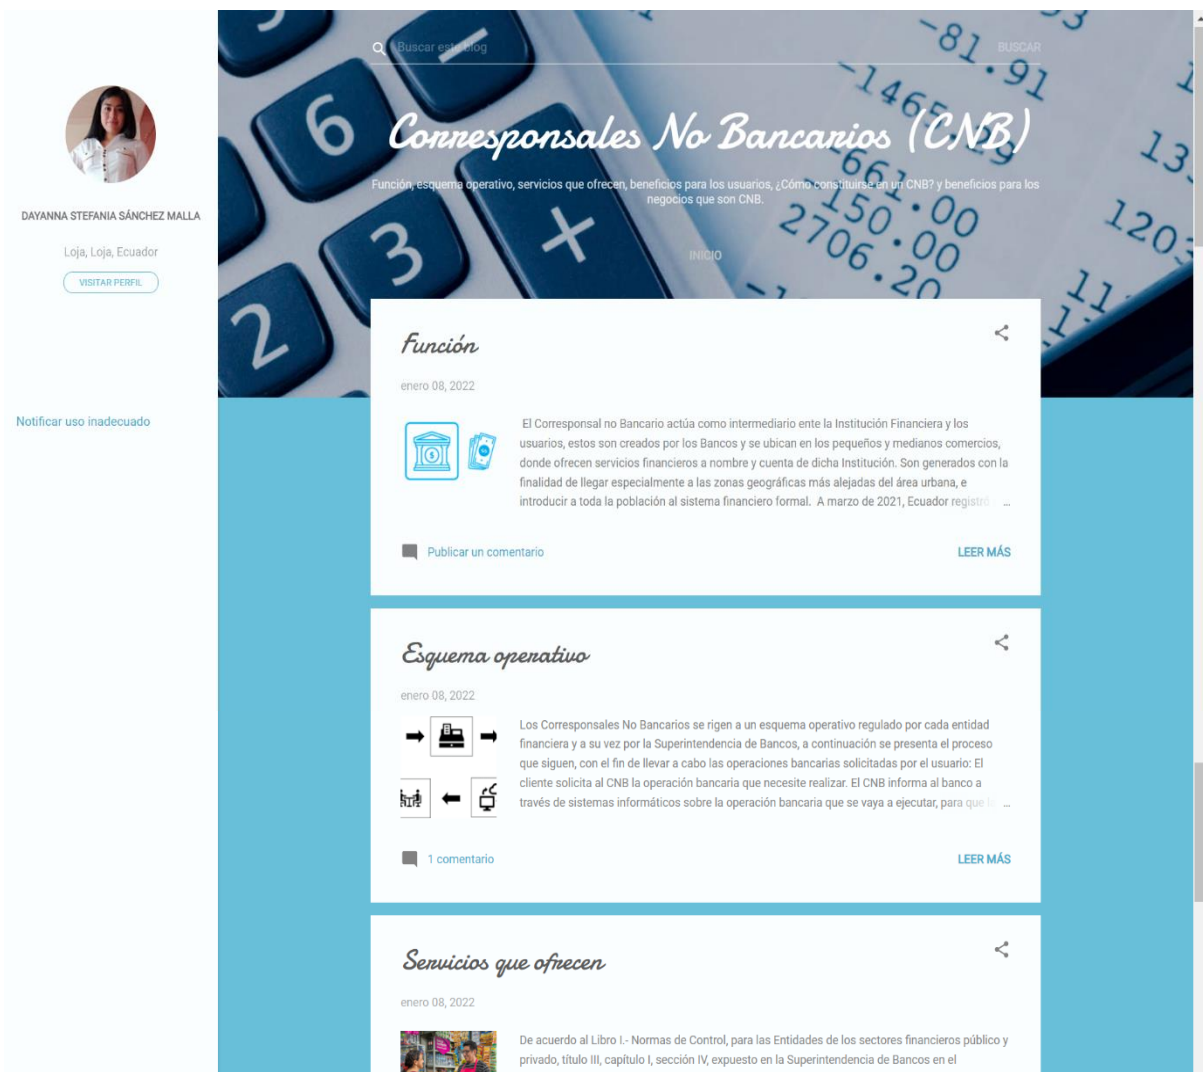 Buscar este blog
BUSCAR
Corresponsales No Bancarios (CNB)
Función, esquema operativo, servicios que ofrecen, beneficios para los usuarios, ¿Cómo constituirse en un CNB? y beneficios para los
negocios que son CNB.
INICIO
DAYANNA STEFANIA SÁNCHEZ MALLA
Loja, Loja, Ecuador
VISITAR PERFIL
Notificar uso inadecuado
6
3
2
-81.91
661.00
150.00
2706.20
Función
enero 08, 2022
El Corresponsal no Bancario actúa como intermediario ente la Institución Financiera y los
usuarios, estos son creados por los Bancos y se ubican en los pequeños y medianos comercios,
donde ofrecen servicios financieros a nombre y cuenta de dicha Institución. Son generados con la
finalidad de llegar especialmente a las zonas geográficas más alejadas del área urbana, e
introducir a toda la población al sistema financiero formal. A marzo de 2021, Ecuador registró ...
Publicar un comentario
LEER MÁS
Esquema operativo
enero 08, 2022
Los Corresponsales No Bancarios se rigen a un esquema operativo regulado por cada entidad
financiera y a su vez por la Superintendencia de Bancos, a continuación se presenta el proceso
que siguen, con el fin de llevar a cabo las operaciones bancarias solicitadas por el usuario: El
cliente solicita al CNB la operación bancaria que necesite realizar. El CNB informa al banco a
través de sistemas informáticos sobre la operación bancaria que se vaya a ejecutar, para que ...
1 comentario
LEER MÁS
Servicios que ofrecen
enero 08, 2022
De acuerdo al Libro I.- Normas de Control, para las Entidades de los sectores financieros público y
privado, título III, capítulo I, sección IV, expuesto en la Superintendencia de Bancos en el